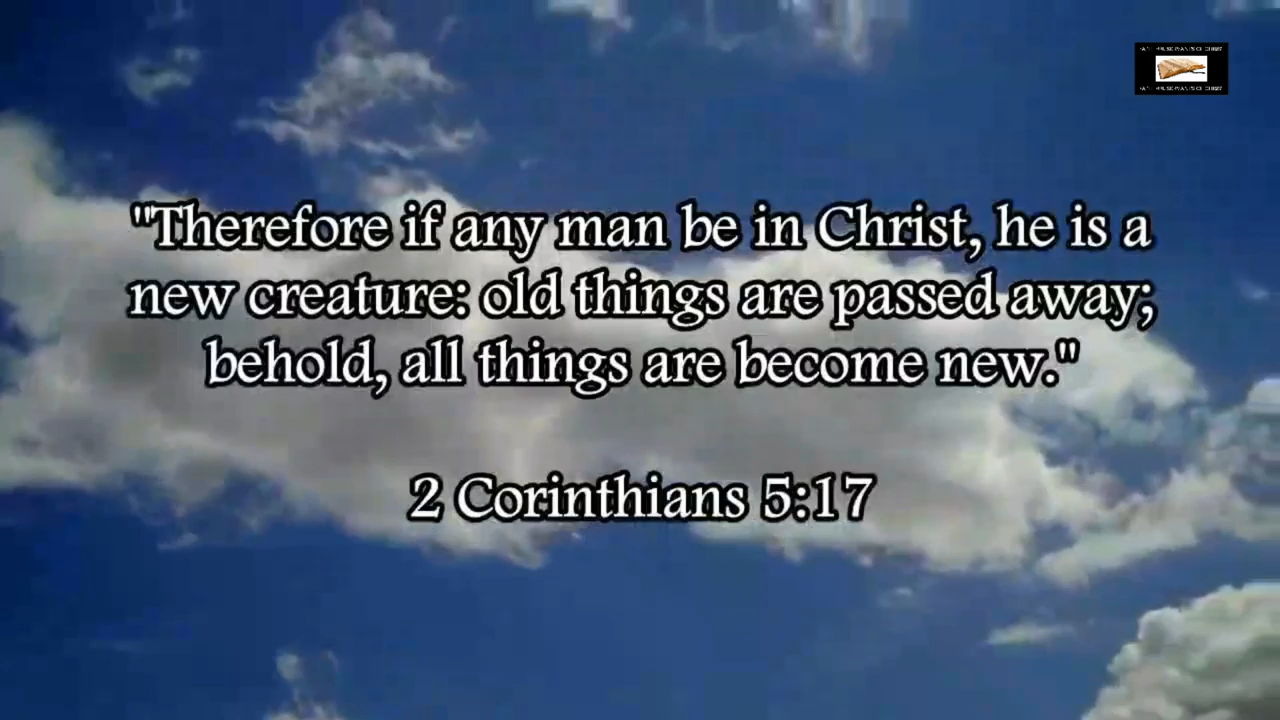 "Therefore if any man be in Christ, he is a
new creature: old things are passed away;
behold, all things are become new."
2 Corinthians 5:17